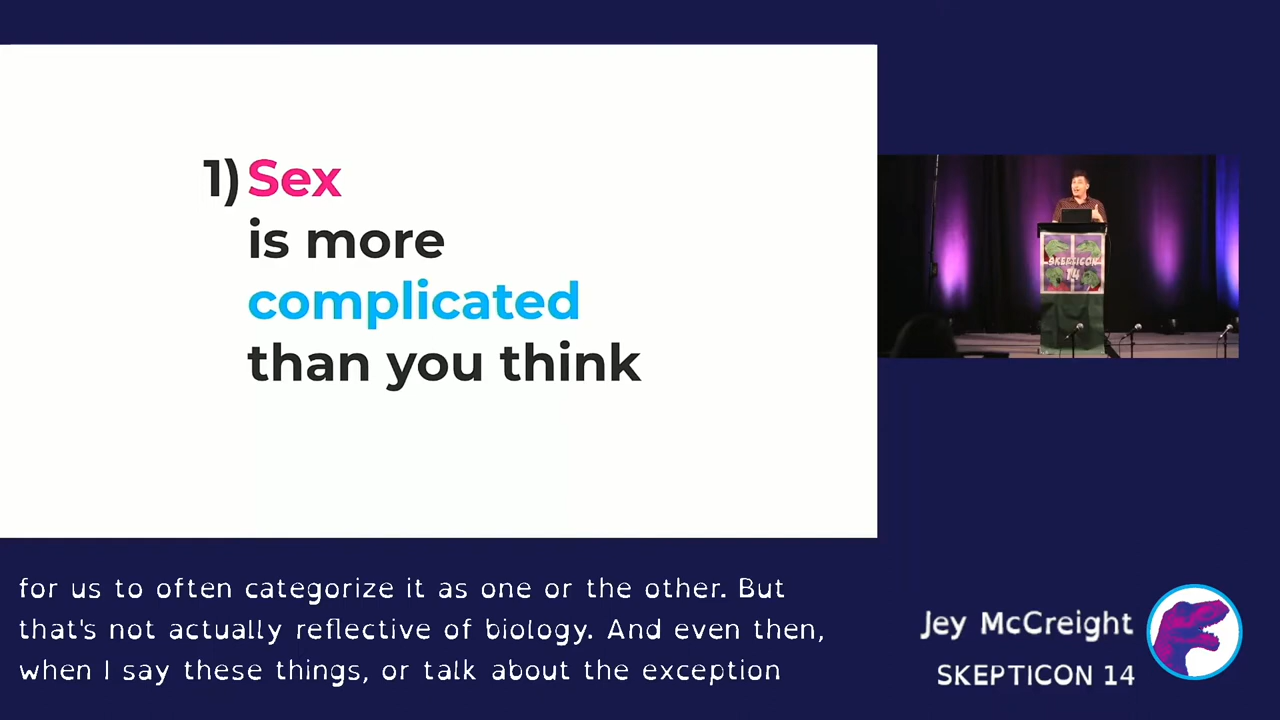 1) Sex
is more
complicated
than you think
SKEPTICON
14
for us to often categorize it as one or the other. But
that's not actually reflective of biology. And even then,
when I say these things, or talk about the exception
Jey McCreight
SKEPTICON 14